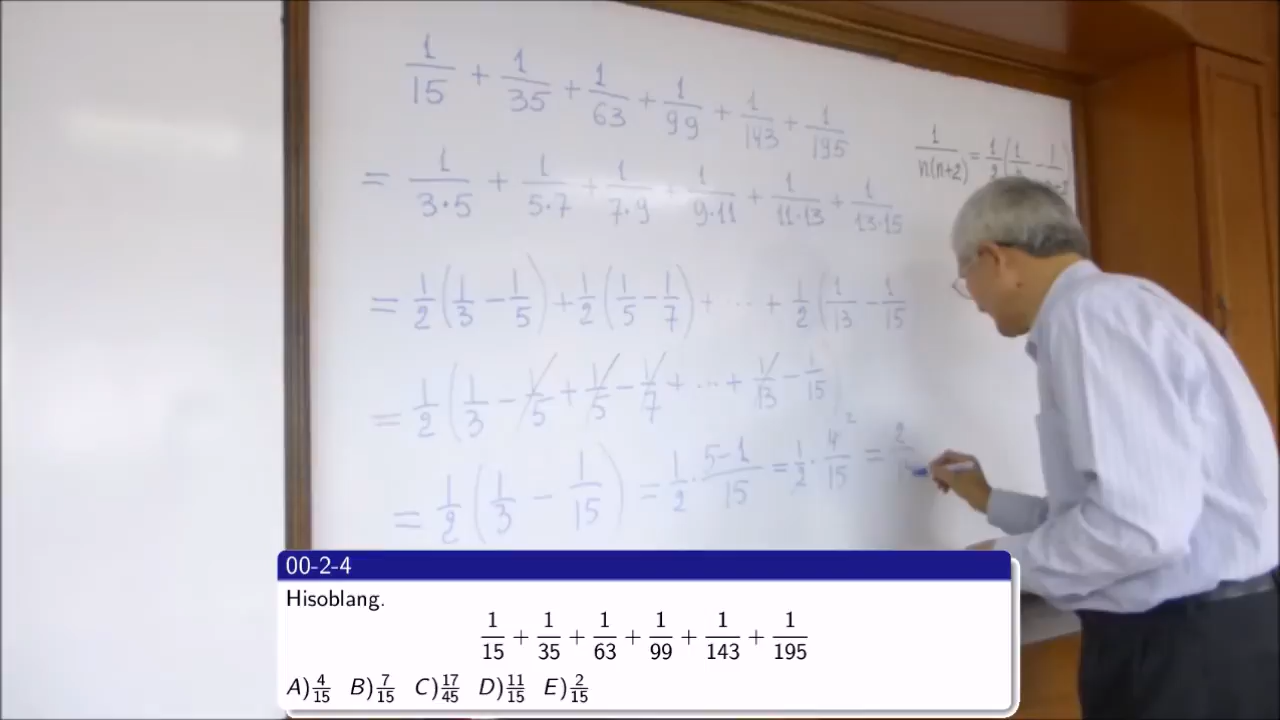 1/15 + 1/35 + 1/63 + 1/99 + 1/143 + 1/195
1/n(n+2) = 1/2(1/n - 1/n+2)
= 1/3·5 + 1/5·7 + 1/7·9 + 1/9·11 + 1/11·13 + 1/13·15
= 1/2(1/3 - 1/5) + 1/2(1/5 - 1/7) + ... + 1/2(1/13 - 1/15
= 1/2(1/3 - 1/5 + 1/5 - 1/7 + ... + 1/13 - 1/15
= 1/2(1/3 - 1/15) = 1/2 · 5-1/15 = 1/2 · 4/15 2 = 2/1
00-2-4
Hisoblang.
1/15 + 1/35 + 1/63 + 1/99 + 1/143 + 1/195
A) 4/15 B) 7/15 C) 17/45 D) 11/15 E) 2/15